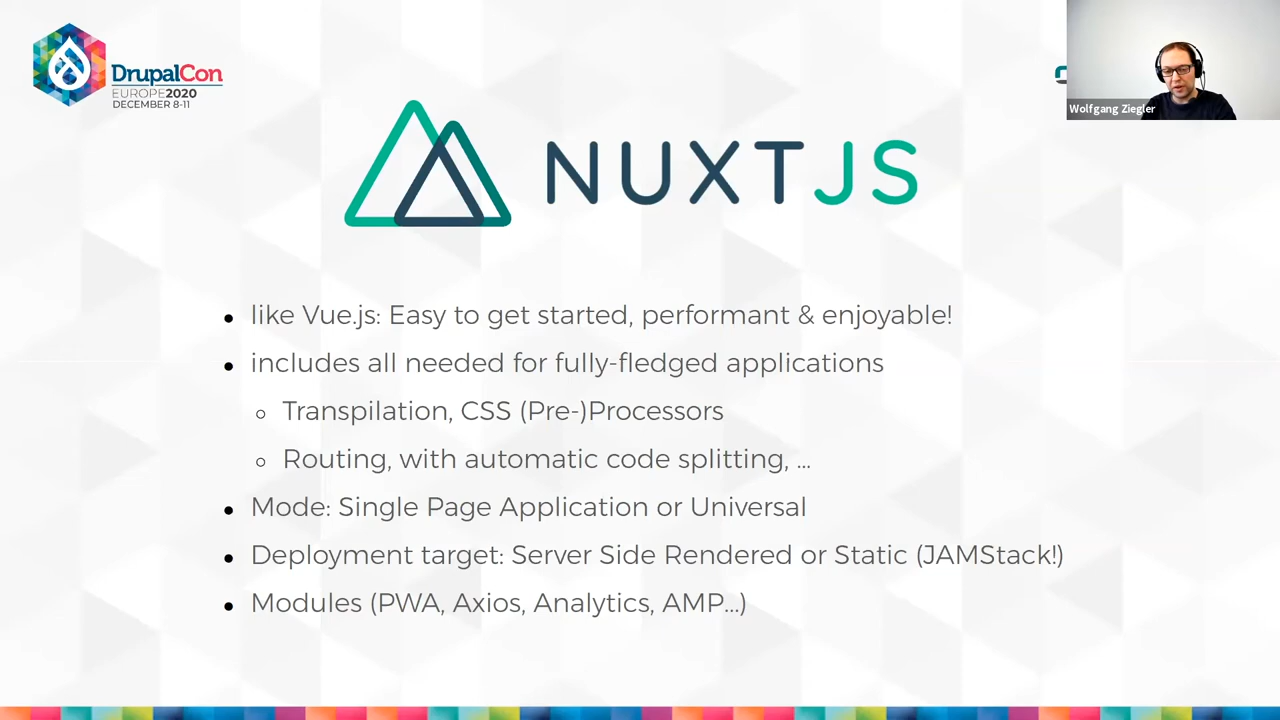 DrupalCon
EUROPE2020
DECEMBER 8-11
Wolfgang Ziegler
NUXTJS
like Vue.js: Easy to get started, performant & enjoyable!
includes all needed for fully-fledged applications
Transpilation, CSS (Pre-)Processors
Routing, with automatic code splitting, ...
Mode: Single Page Application or Universal
Deployment target: Server Side Rendered or Static (JAMStack!)
Modules (PWA, Axios, Analytics, AMP...)